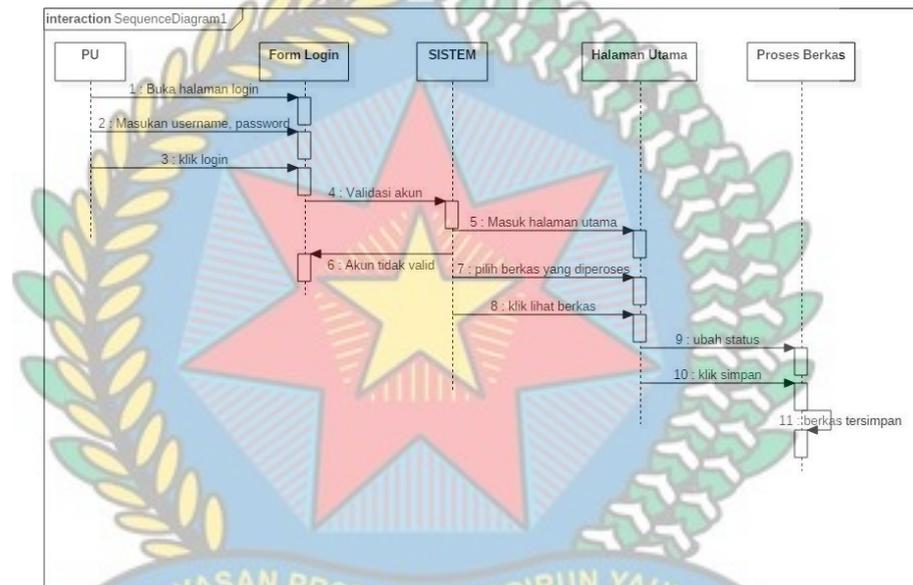 interaction SequenceDiagram1
PU
Form Login
SISTEM
Halaman Utama
Proses Berkas
1 : Buka halaman login
2 : Masukan username, password
3 : klik login
4 : Validasi akun
5 : Masuk halaman utama
6 : Akun tidak valid
7 : pilih berkas yang diperoses
8 : klik lihat berkas
9 : ubah status
10 : klik simpan
11 : berkas tersimpan